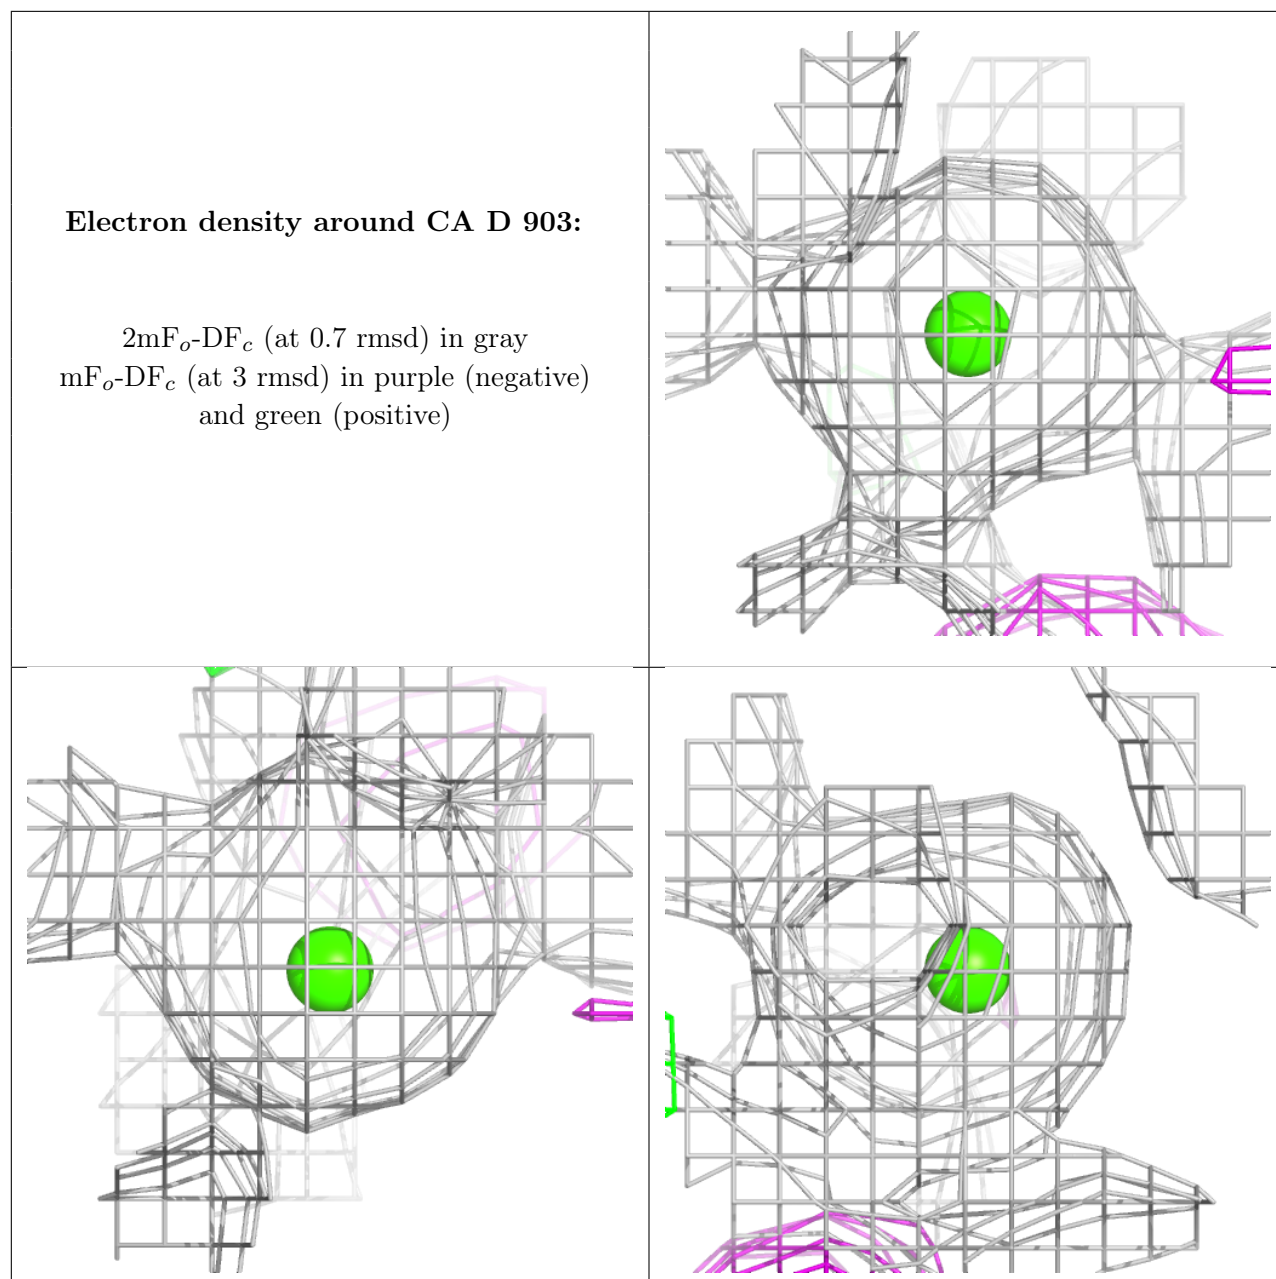 Electron density around CA D 903:
2mFo-DFc (at 0.7 rmsd) in gray
mFo-DFc (at 3 rmsd) in purple (negative)
and green (positive)